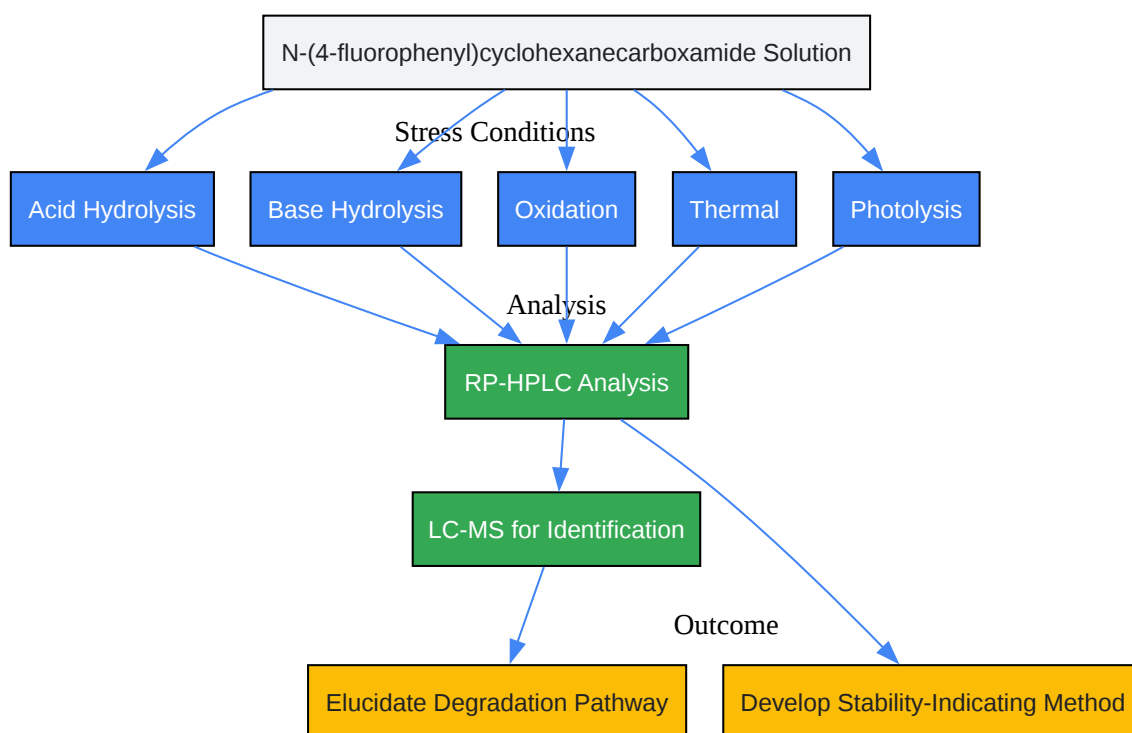 N-(4-fluorophenyl)cyclohexanecarboxamide Solution
Stress Conditions
Acid Hydrolysis
Base Hydrolysis
Oxidation
Thermal
Photolysis
Analysis
RP-HPLC Analysis
LC-MS for Identification
Outcome
Elucidate Degradation Pathway
Develop Stability-Indicating Method